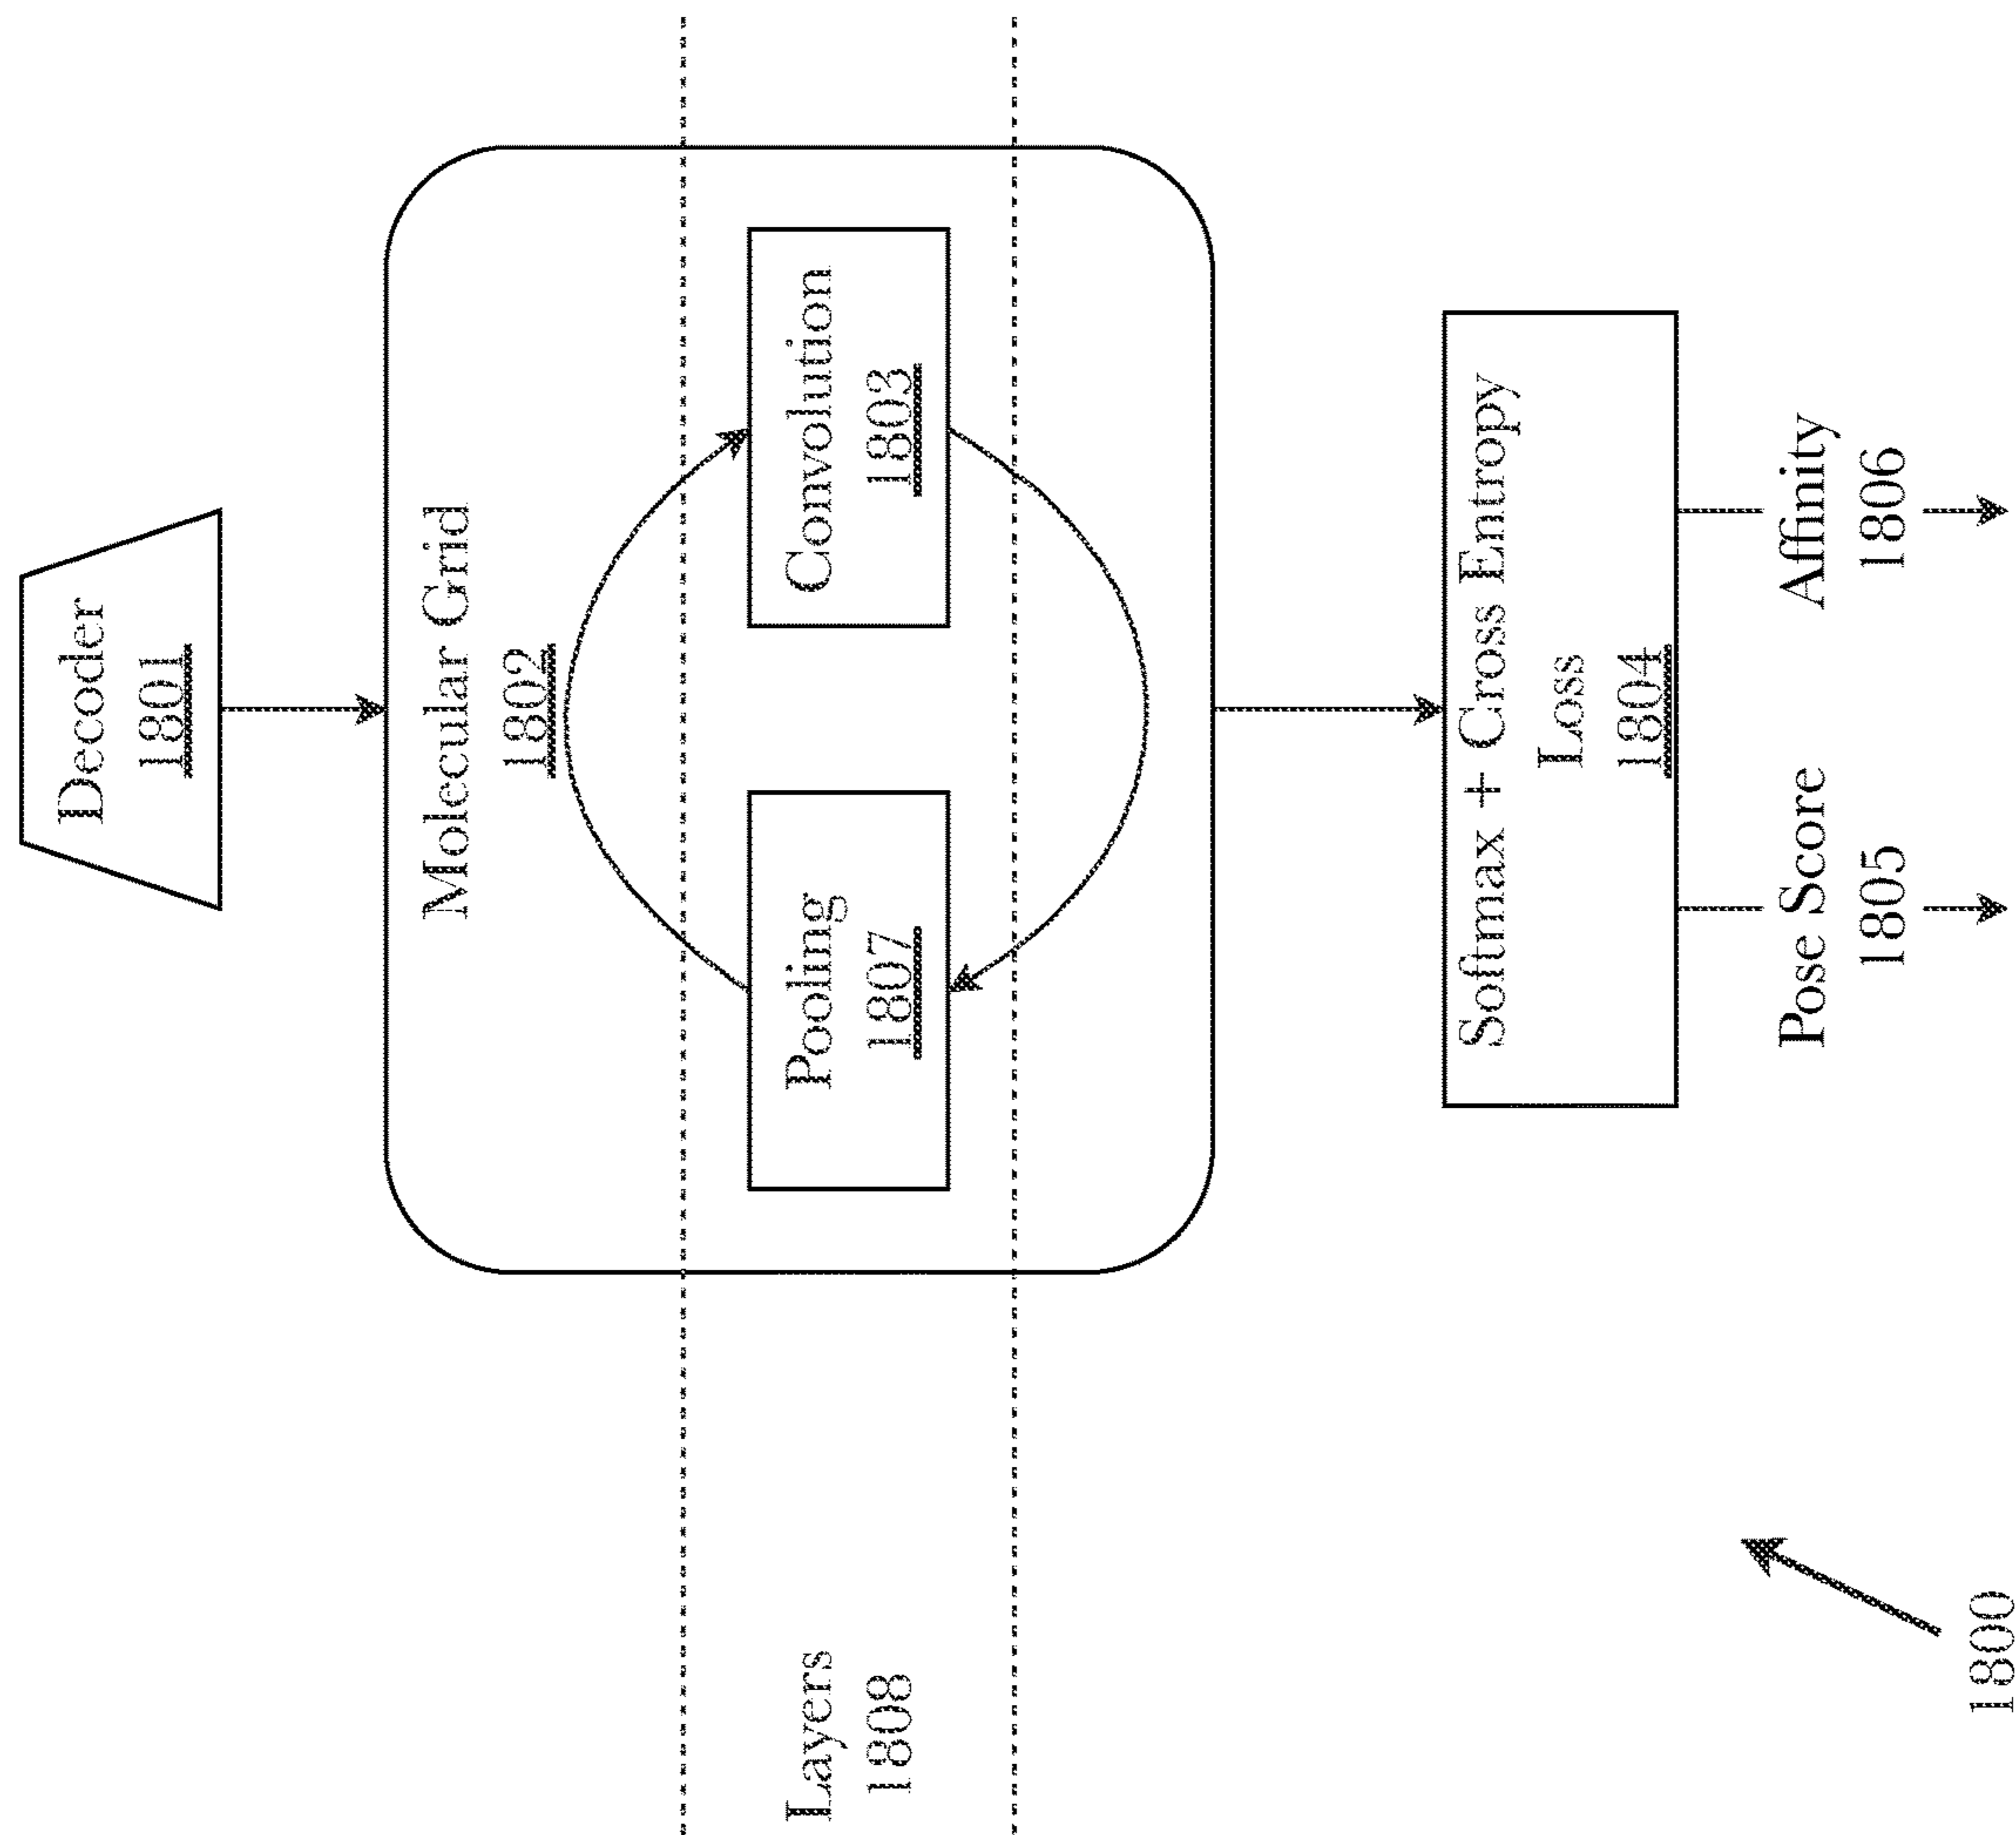 Decoder
1801
Molecular Grid
1802
Pooling
1807
Convolution
1803
Layers
1808
Softmax + Cross Entropy
Loss
1804
Pose Score
1805
Affinity
1806
1800